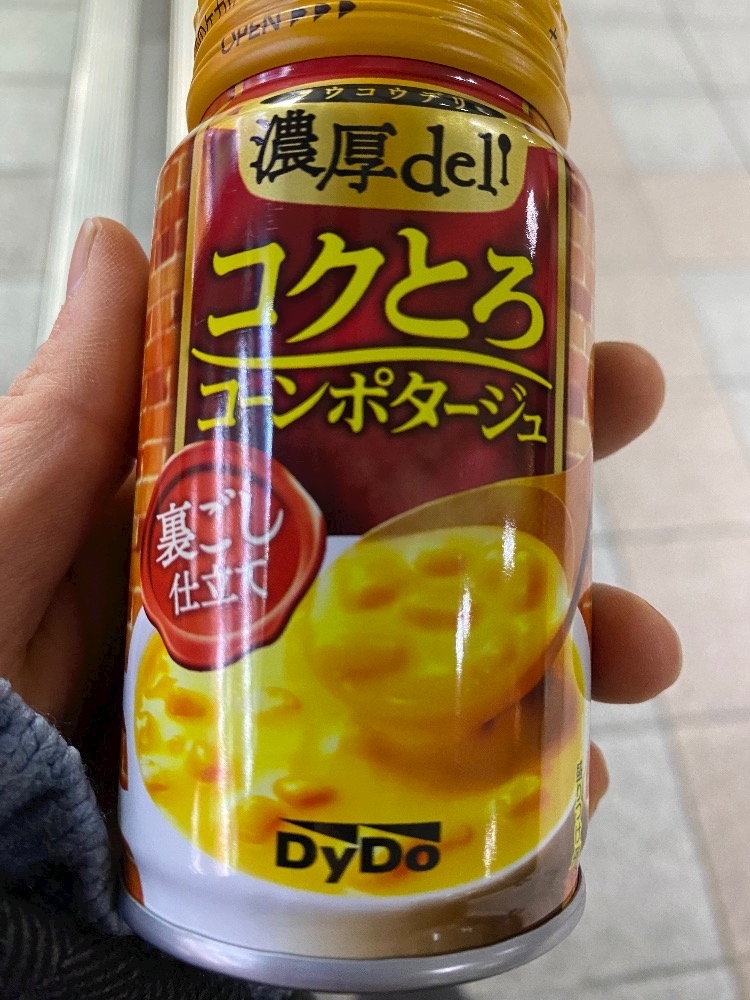 OPEN
ノウコウデリ
濃厚deli
コクとろ
コーンポタージュ
裏ごし
仕立て
DyDo